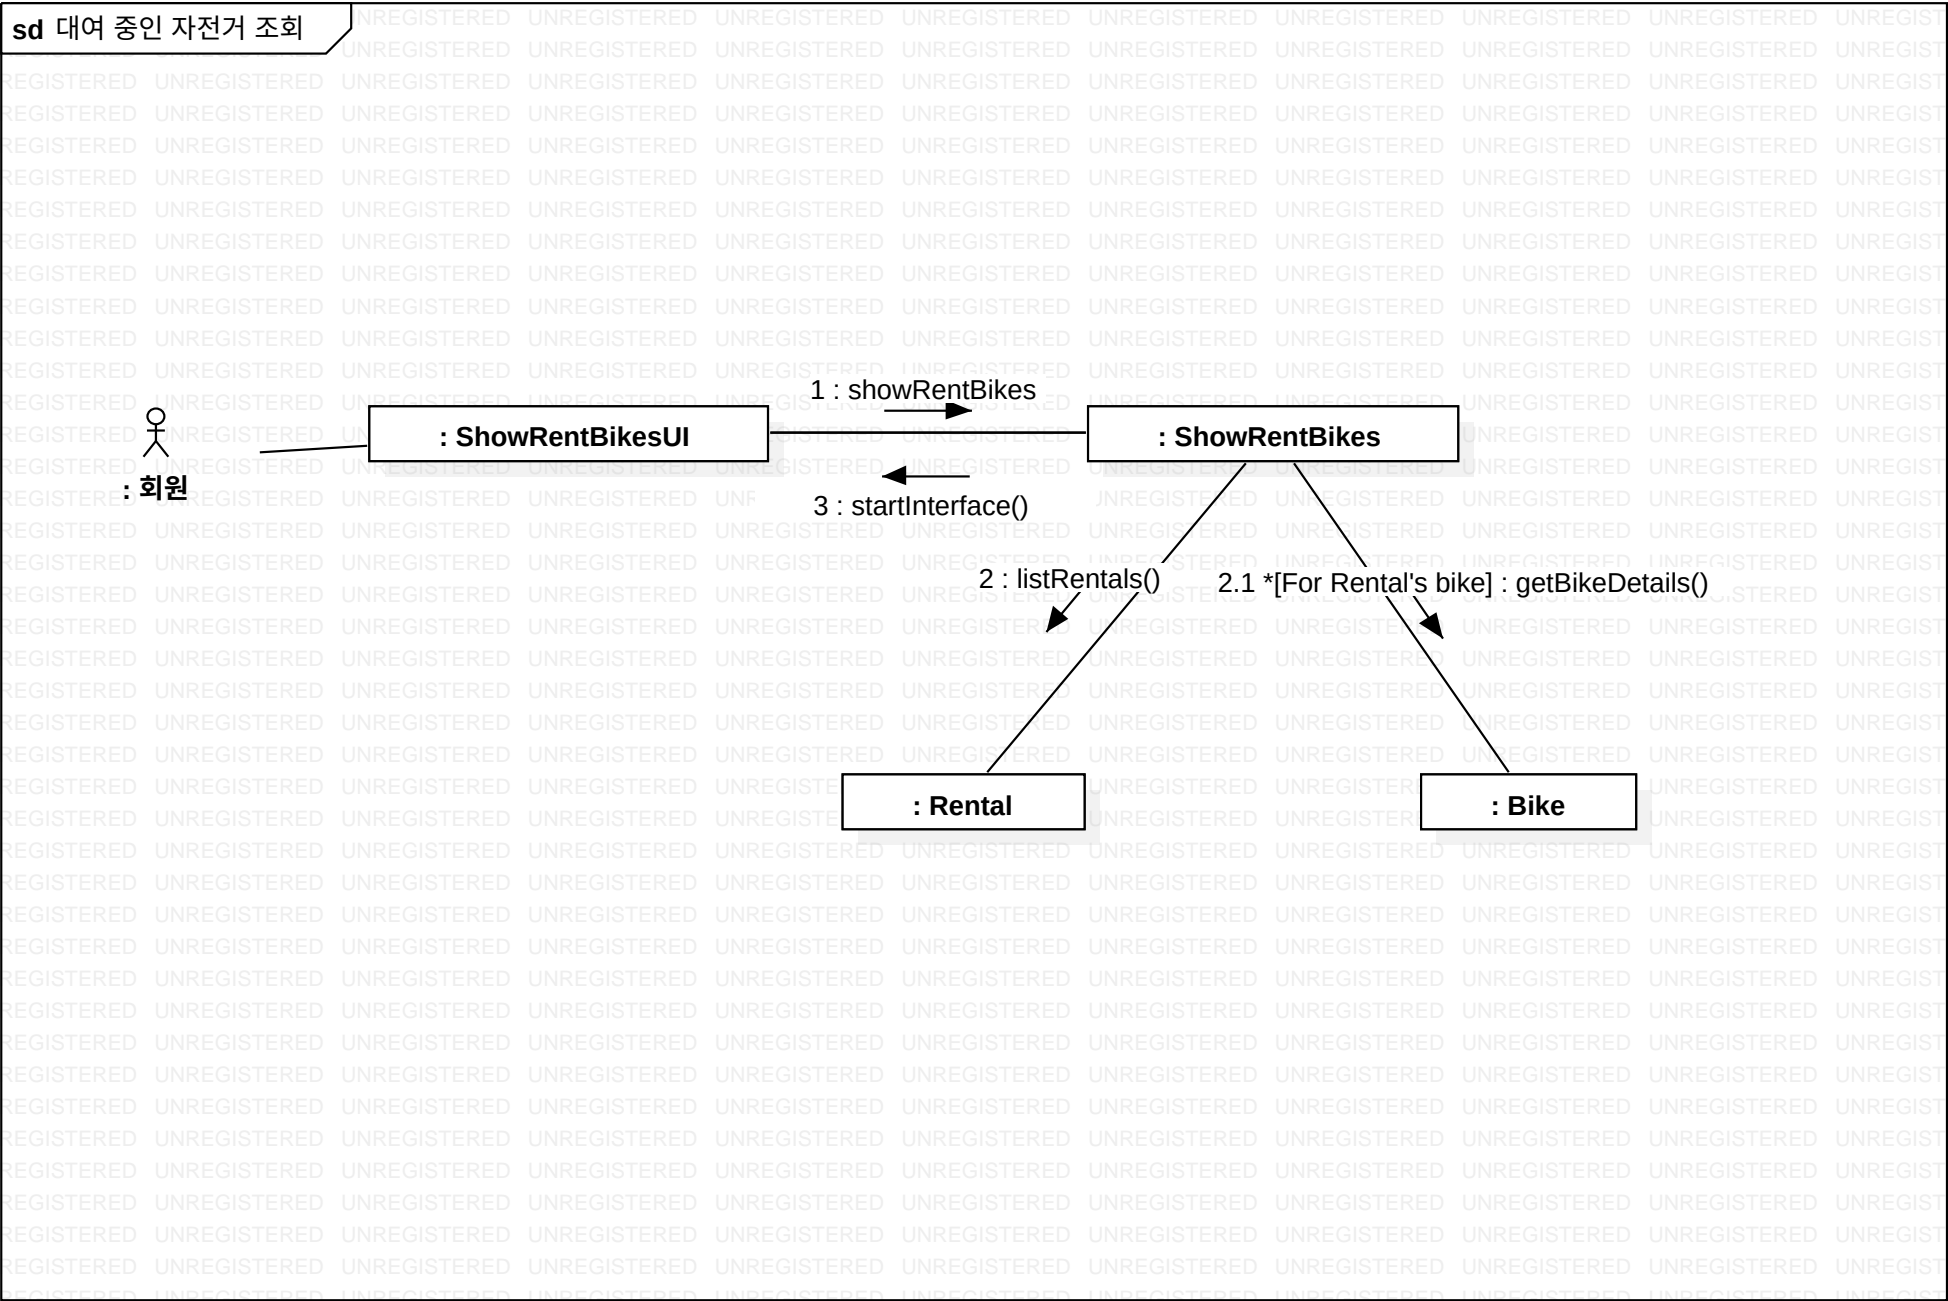 sd 대여 중인 자전거 조회
1 : showRentBikes
: ShowRentBikesUI
: ShowRentBikes
: 회원
3 : startInterface()
2 : listRentals()
2.1 *[For Rental's bike] : getBikeDetails()
: Rental
: Bike
UNREGISTERED